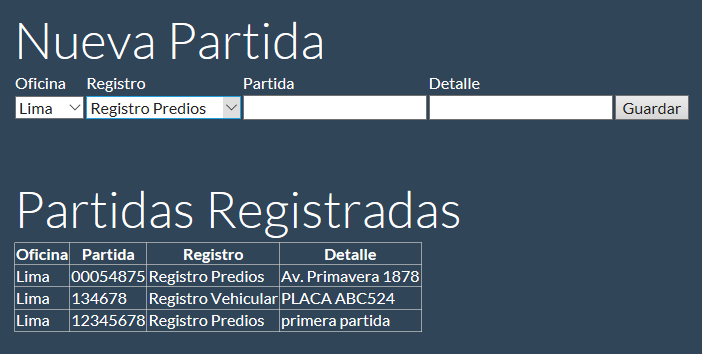 Nueva Partida
Oficina Registro Partida Detalle
Lima Registro Predios Guardar
Partidas Registradas
Oficina Partida Registro Detalle
Lima 00054875 Registro Predios Av. Primavera 1878
Lima 134678 Registro Vehicular PLACA ABC524
Lima 12345678 Registro Predios primera partida